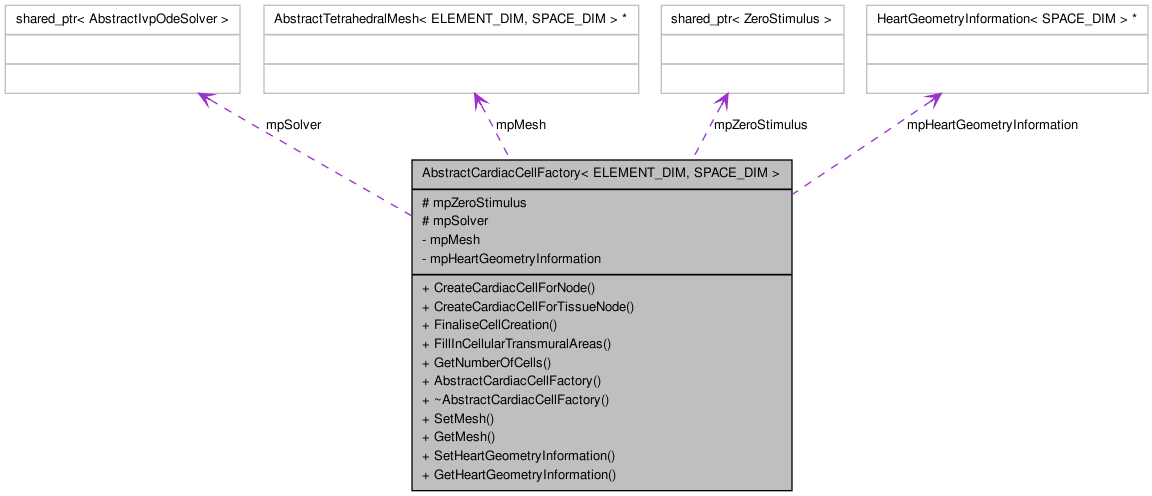 shared_ptr< AbstractIvpOdeSolver >
AbstractTetrahedralMesh< ELEMENT_DIM, SPACE_DIM > *
shared_ptr< ZeroStimulus >
HeartGeometryInformation< SPACE_DIM > *
mpSolver
mpMesh
mpZeroStimulus
mpHeartGeometryInformation
AbstractCardiacCellFactory< ELEMENT_DIM, SPACE_DIM >
# mpZeroStimulus
# mpSolver
- mpMesh
- mpHeartGeometryInformation
+ CreateCardiacCellForNode()
+ CreateCardiacCellForTissueNode()
+ FinaliseCellCreation()
+ FillInCellularTransmuralAreas()
+ GetNumberOfCells()
+ AbstractCardiacCellFactory()
+ ~AbstractCardiacCellFactory()
+ SetMesh()
+ GetMesh()
+ SetHeartGeometryInformation()
+ GetHeartGeometryInformation()